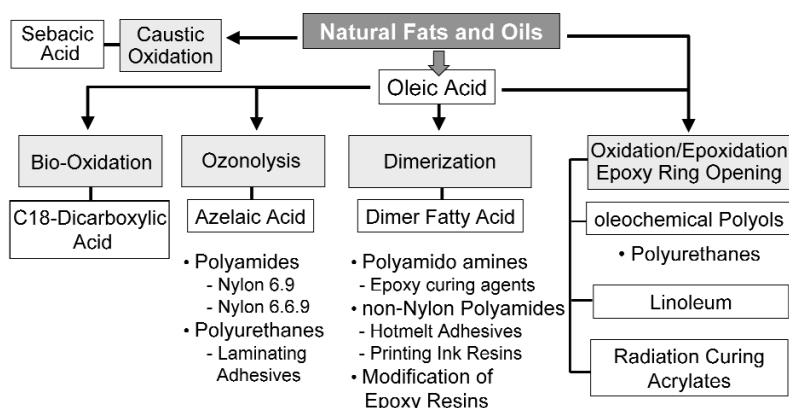 Natural Fats and Oils
Sebacic
Acid
Caustic
Oxidation
Oleic Acid
Bio-Oxidation
C18-Dicarboxylic
Acid
Ozonolysis
Azelaic Acid
• Polyamides
- Nylon 6.9
- Nylon 6.6.9
• Polyurethanes
- Laminating
Adhesives
Dimerization
Dimer Fatty Acid
• Polyamido amines
- Epoxy curing agents
• non-Nylon Polyamides
- Hotmelt Adhesives
- Printing Ink Resins
• Modification of
Epoxy Resins
Oxidation/Epoxidation
Epoxy Ring Opening
oleochemical Polyols
• Polyurethanes
Linoleum
Radiation Curing
Acrylates